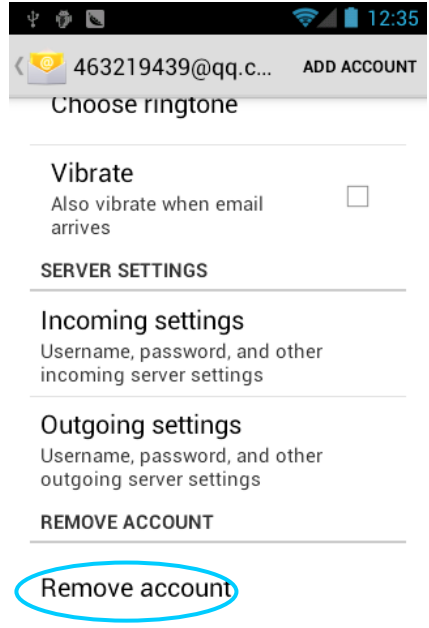 12:35
463219439@qq.c... ADD ACCOUNT
Choose ringtone
Vibrate
Also vibrate when email
arrives
SERVER SETTINGS
Incoming settings
Username, password, and other
incoming server settings
Outgoing settings
Username, password, and other
outgoing server settings
REMOVE ACCOUNT
Remove account